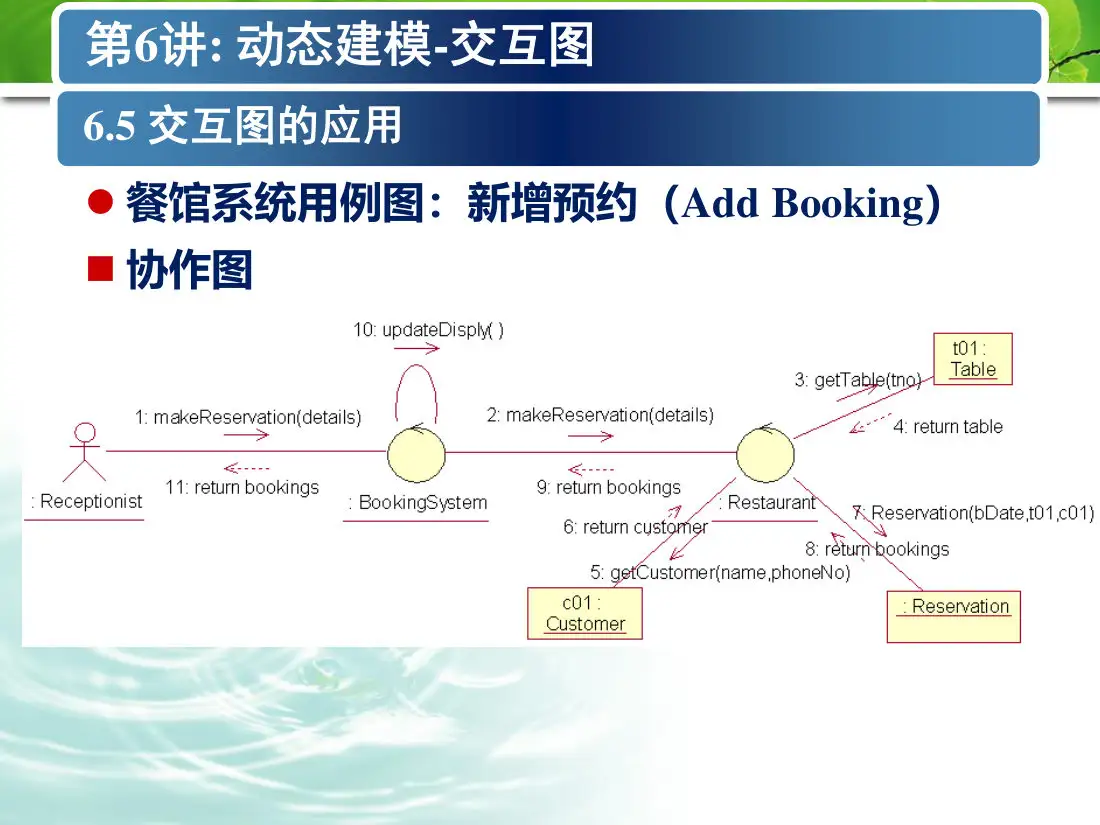 第6讲: 动态建模-交互图
6.5 交互图的应用
餐馆系统用例图：新增预约（Add Booking）
协作图
10: updateDisply( )
t01 :
Table
3: getTable(tno)
4: return table
1: makeReservation(details)
2: makeReservation(details)
11: return bookings
9: return bookings
: Receptionist
: BookingSystem
: Restaurant
6: return customer
7: Reservation(bDate,t01,c01)
8: return bookings
5: getCustomer(name,phoneNo)
c01 :
Customer
: Reservation